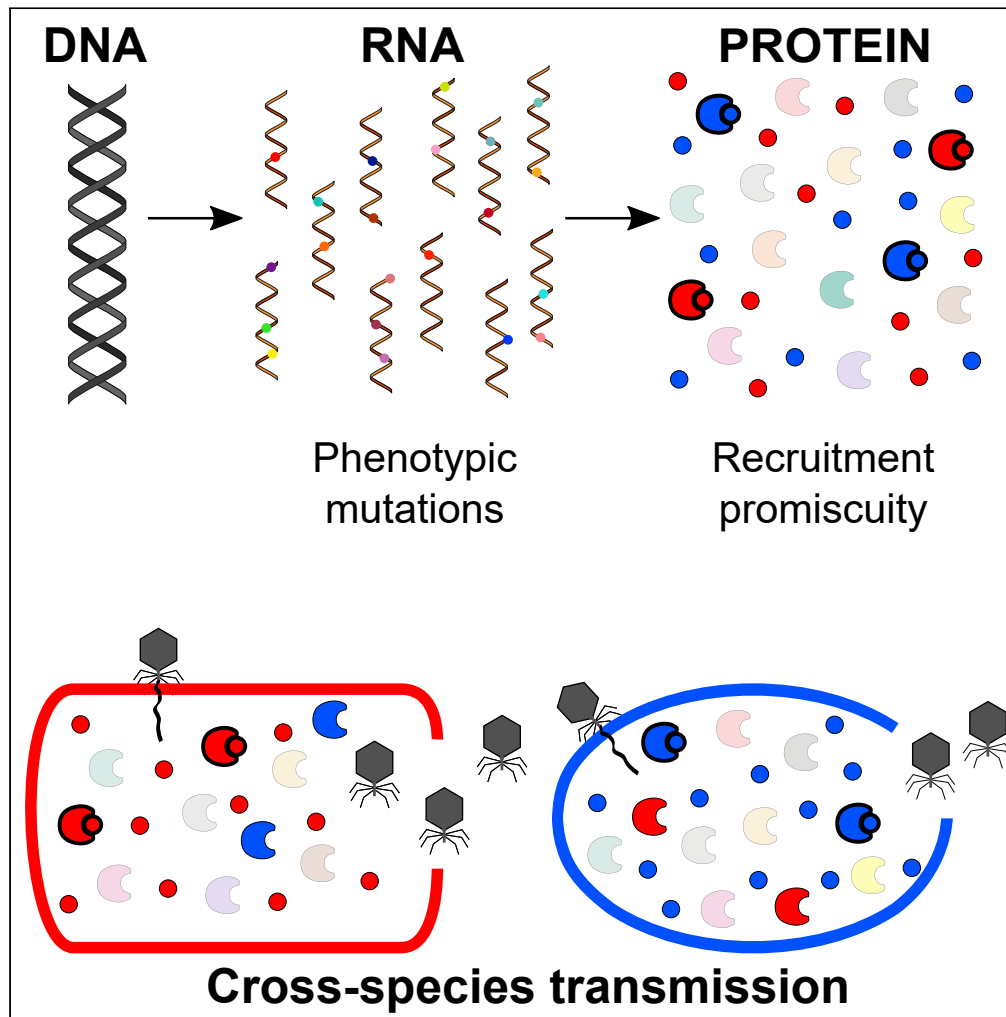 DNA
RNA
PROTEIN
Phenotypic
mutations
Recruitment
promiscuity
Cross-species transmission